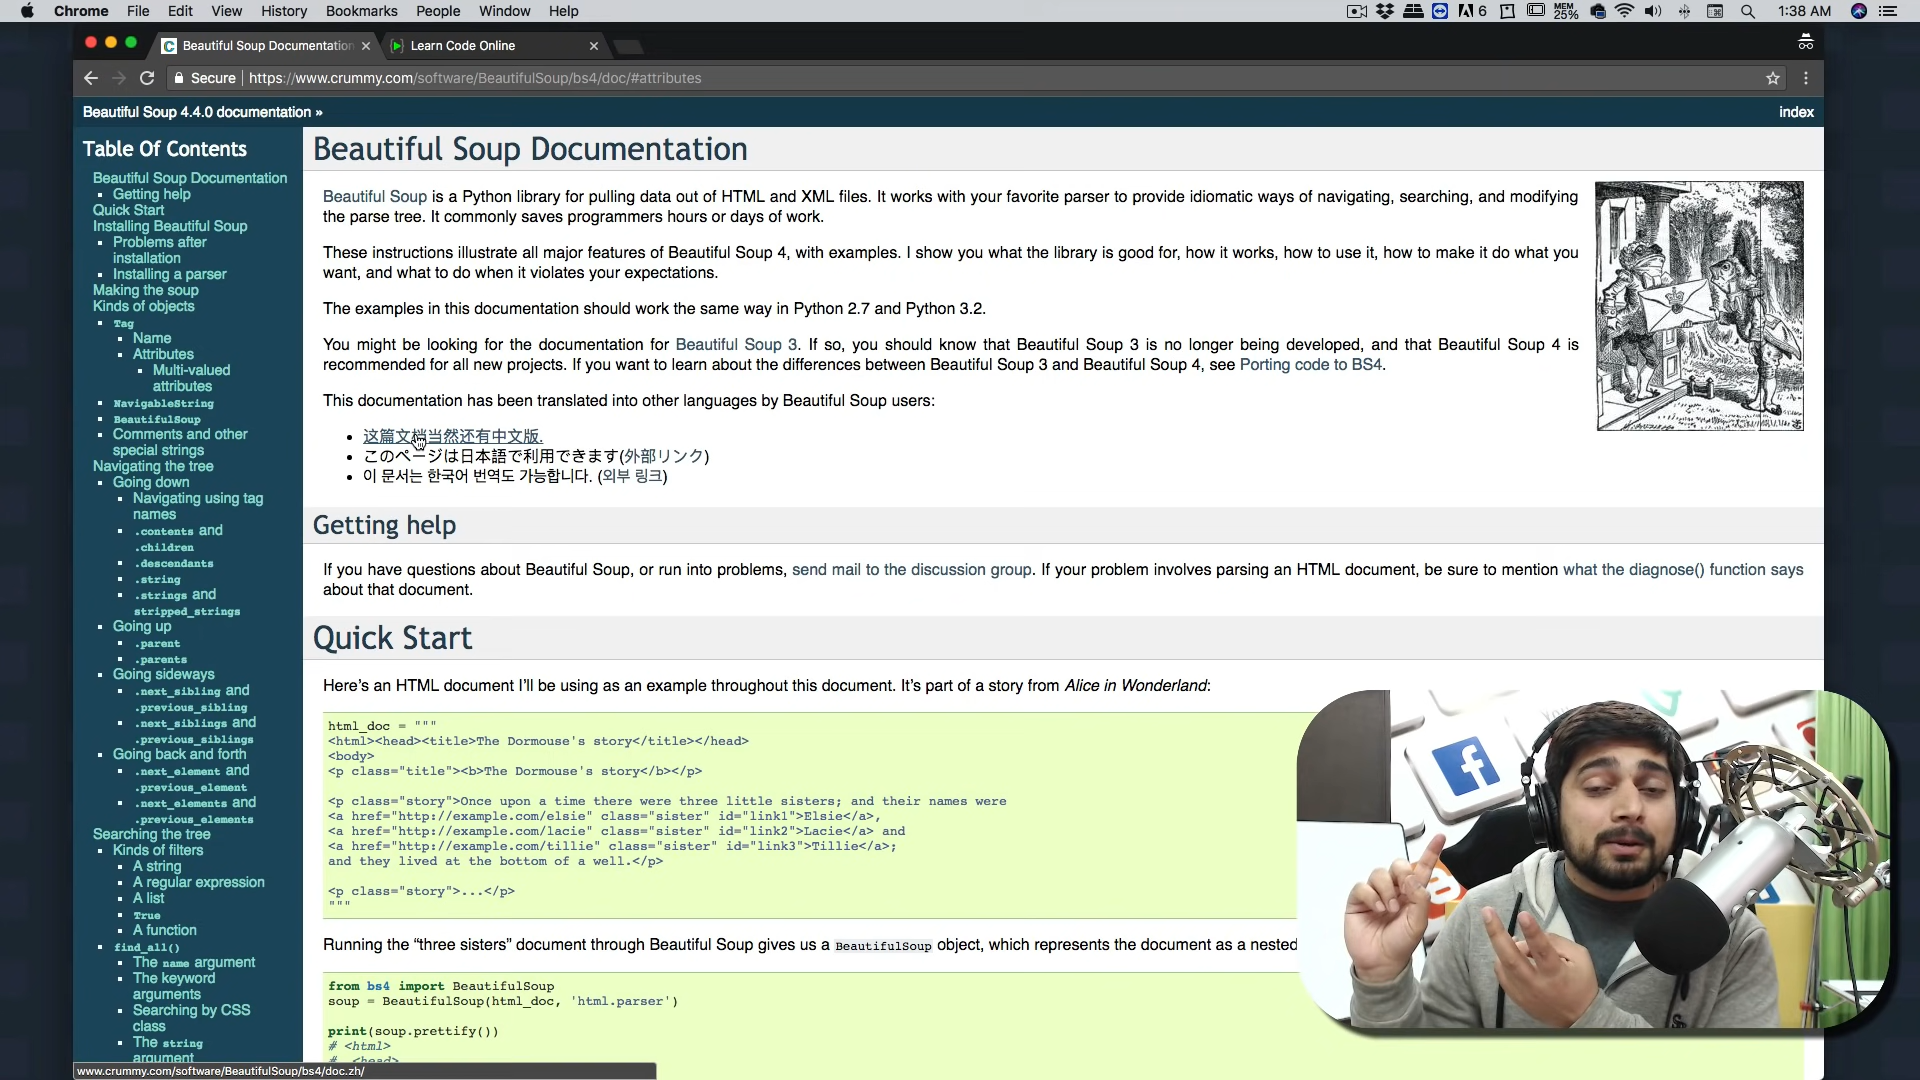 Chrome File Edit View History Bookmarks People Window Help 6 MEM 25% 1:38 AM
Beautiful Soup Documentation Learn Code Online
Secure https://www.crummy.com/software/BeautifulSoup/bs4/doc/#attributes
Beautiful Soup 4.4.0 documentation » index
Table Of Contents
Beautiful Soup Documentation
Getting help
Quick Start
Installing Beautiful Soup
Problems after
installation
Installing a parser
Making the soup
Kinds of objects
Tag
Name
Attributes
Multi-valued
attributes
NavigableString
BeautifulSoup
Comments and other
special strings
Navigating the tree
Going down
Navigating using tag
names
.contents and
.children
.descendants
.string
.strings and
stripped_strings
Going up
.parent
.parents
Going sideways
.next_sibling and
.previous_sibling
.next_siblings and
.previous_siblings
Going back and forth
.next_element and
.previous_element
.next_elements and
.previous_elements
Searching the tree
Kinds of filters
A string
A regular expression
A list
True
A function
find_all()
The name argument
The keyword
arguments
Searching by CSS
class
The string
argument
Beautiful Soup Documentation
Beautiful Soup is a Python library for pulling data out of HTML and XML files. It works with your favorite parser to provide idiomatic ways of navigating, searching, and modifying
the parse tree. It commonly saves programmers hours or days of work.
These instructions illustrate all major features of Beautiful Soup 4, with examples. I show you what the library is good for, how it works, how to use it, how to make it do what you
want, and what to do when it violates your expectations.
The examples in this documentation should work the same way in Python 2.7 and Python 3.2.
You might be looking for the documentation for Beautiful Soup 3. If so, you should know that Beautiful Soup 3 is no longer being developed, and that Beautiful Soup 4 is
recommended for all new projects. If you want to learn about the differences between Beautiful Soup 3 and Beautiful Soup 4, see Porting code to BS4.
This documentation has been translated into other languages by Beautiful Soup users:
这篇文档当然还有中文版.
このページは日本語で利用できます(外部リンク)
이 문서는 한국어 번역도 가능합니다. (외부 링크)
Getting help
If you have questions about Beautiful Soup, or run into problems, send mail to the discussion group. If your problem involves parsing an HTML document, be sure to mention what the diagnose() function says
about that document.
Quick Start
Here's an HTML document I'll be using as an example throughout this document. It's part of a story from Alice in Wonderland:
html_doc = """
<html><head><title>The Dormouse's story</title></head>
<body>
<p class="title"><b>The Dormouse's story</b></p>
<p class="story">Once upon a time there were three little sisters; and their names were
<a href="http://example.com/elsie" class="sister" id="link1">Elsie</a>,
<a href="http://example.com/lacie" class="sister" id="link2">Lacie</a> and
<a href="http://example.com/tillie" class="sister" id="link3">Tillie</a>;
and they lived at the bottom of a well.</p>
<p class="story">...</p>
"""
Running the “three sisters” document through Beautiful Soup gives us a BeautifulSoup object, which represents the document as a nested
from bs4 import BeautifulSoup
soup = BeautifulSoup(html_doc, 'html.parser')
print(soup.prettify())
# <html>
# <head>
www.crummy.com/software/BeautifulSoup/bs4/doc.zh/